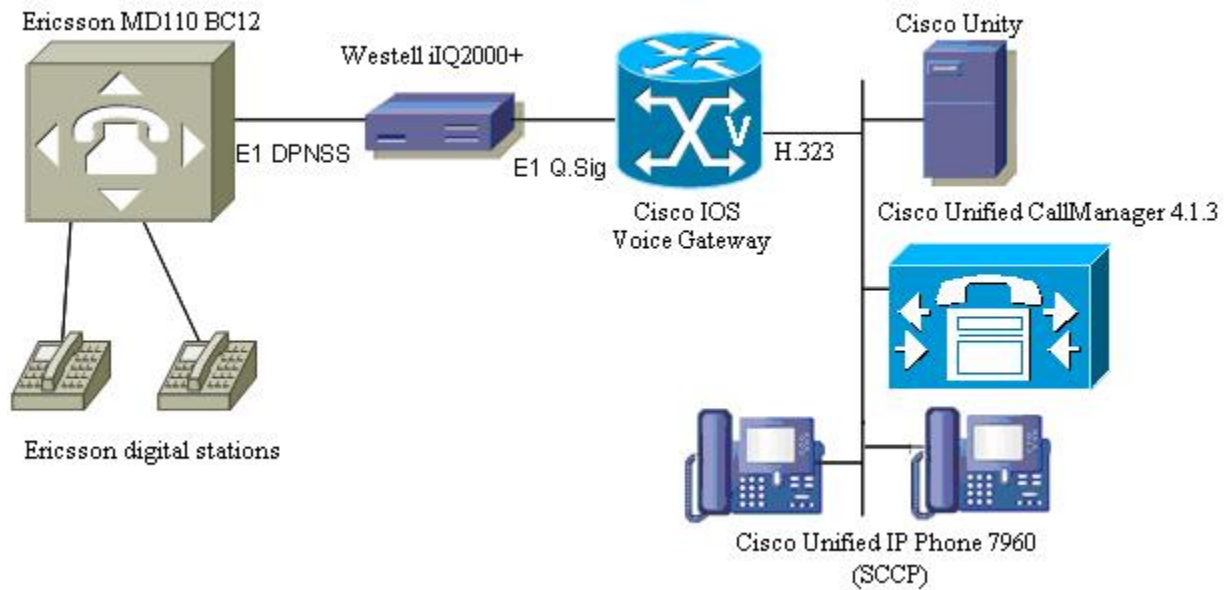 Ericsson MD110 BC12
Westell iIQ2000+
Cisco Unity
E1 DPNSS
E1 Q.Sig
V
H.323
Cisco IOS
Voice Gateway
Cisco Unified CallManager 4.1.3
Ericsson digital stations
Cisco Unified IP Phone 7960
(SCCP)